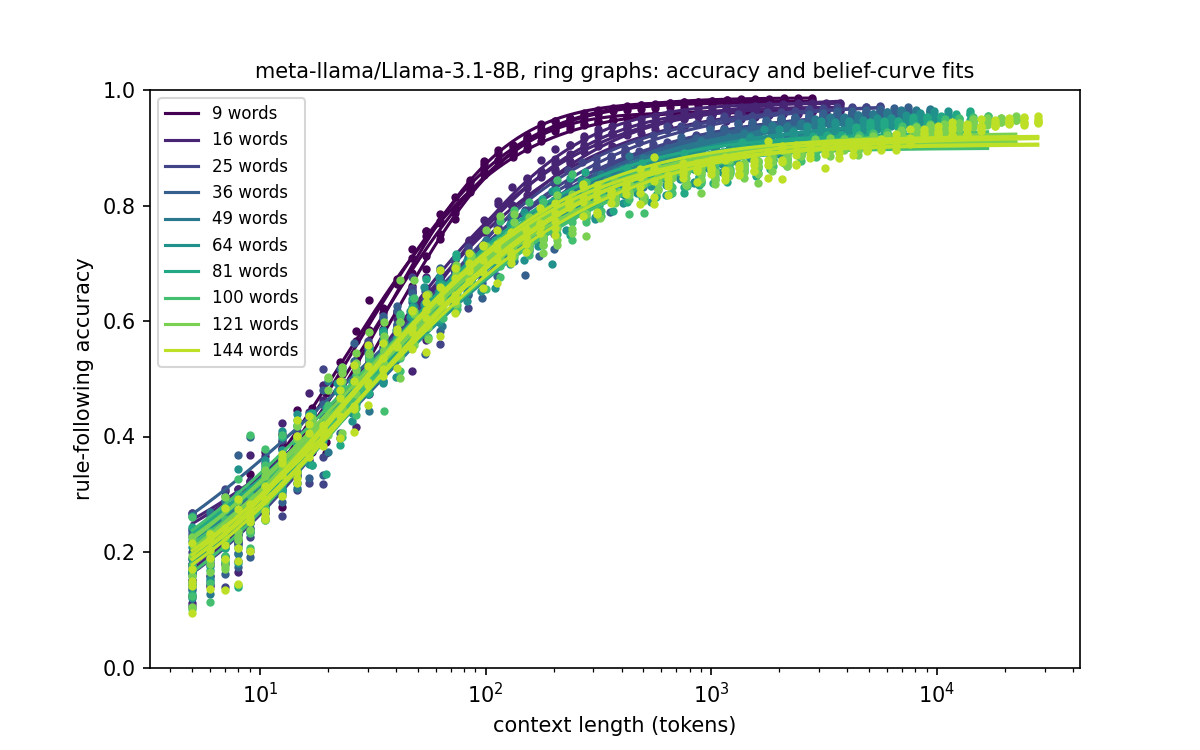 meta-llama/Llama-3.1-8B, ring graphs: accuracy and belief-curve fits
1.0
0.8
0.6
0.4
0.2
0.0
rule-following accuracy
9 words
16 words
25 words
36 words
49 words
64 words
81 words
100 words
121 words
144 words
10¹ 10² 10³ 10⁴
context length (tokens)